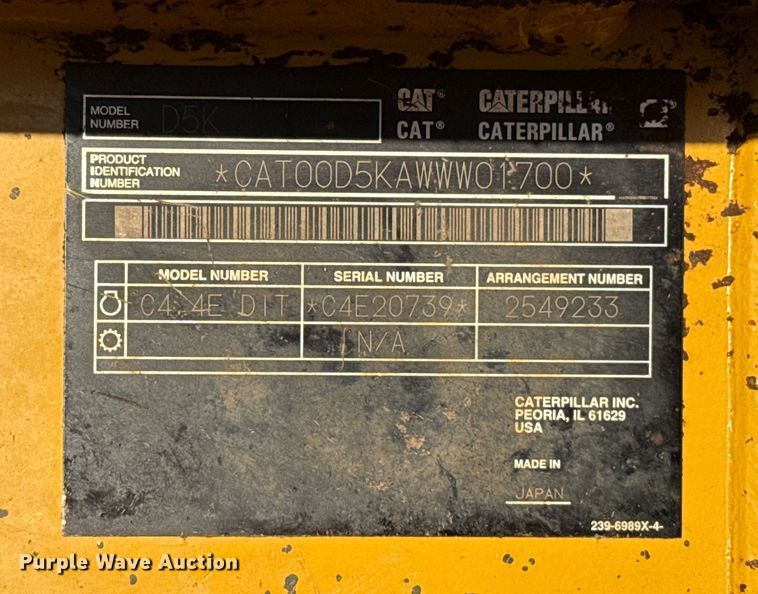 MODEL NUMBER D5K
CAT® CATERPILLAR
CAT® CATERPILLAR®
PRODUCT IDENTIFICATION NUMBER *CAT00D5KAWWW01700*
MODEL NUMBER SERIAL NUMBER ARRANGEMENT NUMBER
C4.4E DIT *C4E20739* 2549233
N/A
CATERPILLAR INC.
PEORIA, IL 61629
USA
MADE IN
JAPAN
239-6989X-4-
Purple Wave Auction